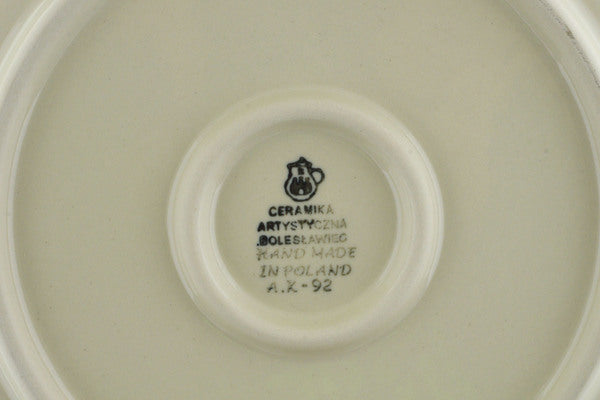 CERAMIKA
ARTYSTYCZNA
BOLESŁAWIEC
HAND MADE
IN POLAND
A.K-92